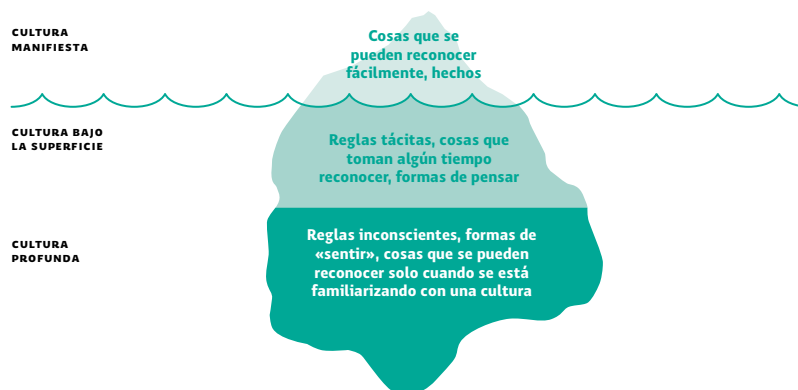 CULTURA
MANIFIESTA
Cosas que se
pueden reconocer
fácilmente, hechos
CULTURA BAJO
LA SUPERFICIE
Reglas tácitas, cosas que
toman algún tiempo
reconocer, formas de pensar
CULTURA
PROFUNDA
Reglas inconscientes, formas de
«sentir», cosas que se pueden
reconocer solo cuando se está
familiarizando con una cultura